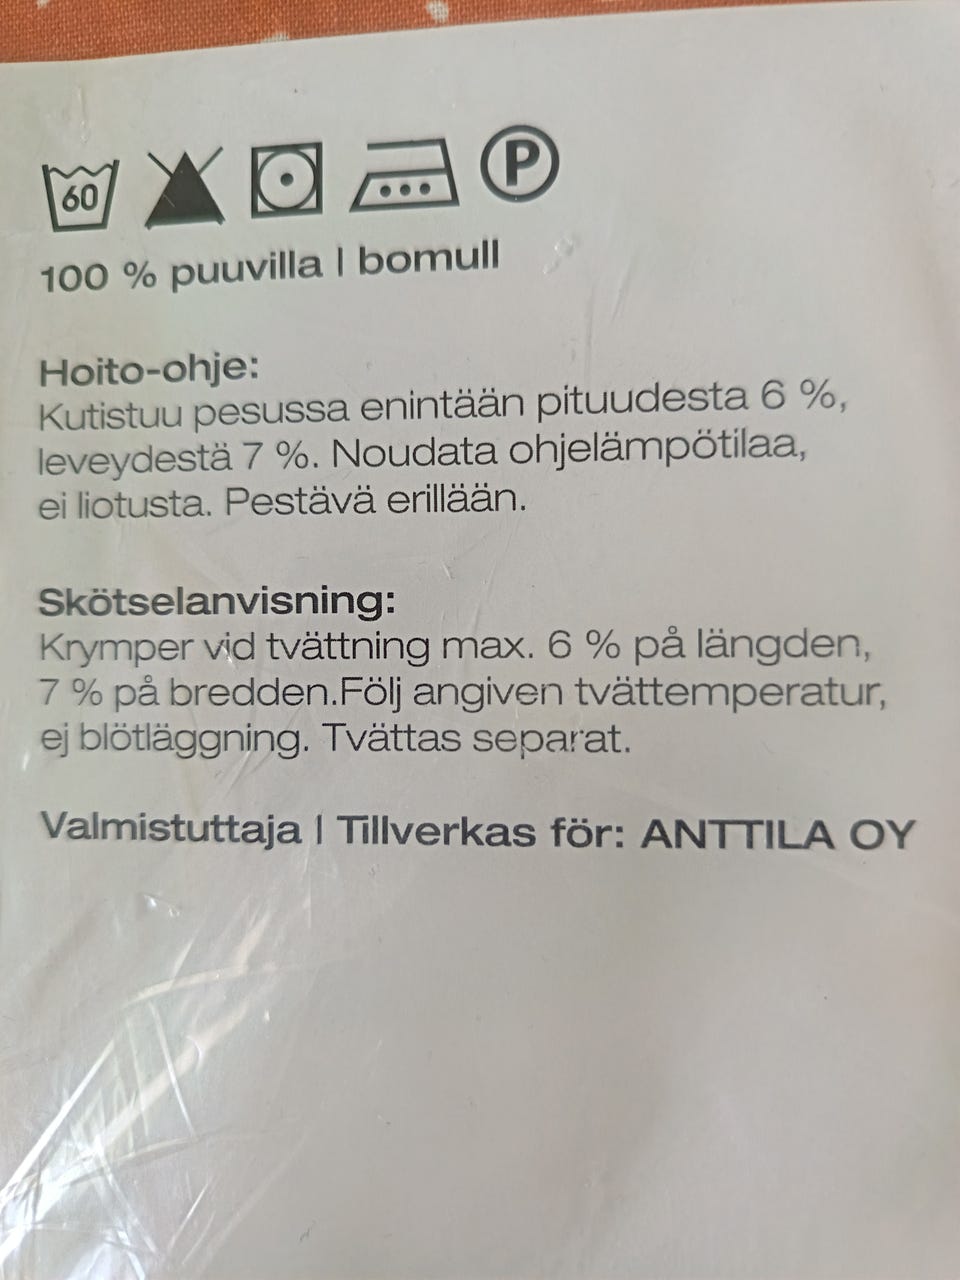 60 P
100 % puuvilla | bomull
Hoito-ohje:
Kutistuu pesussa enintään pituudesta 6 %,
leveydestä 7 %. Noudata ohjelämpötilaa,
ei liotusta. Pestävä erillään.
Skötselanvisning:
Krymper vid tvättning max. 6 % på längden,
7 % på bredden.Följ angiven tvättemperatur,
ej blötläggning. Tvättas separat.
Valmistuttaja | Tillverkas för: ANTTILA OY